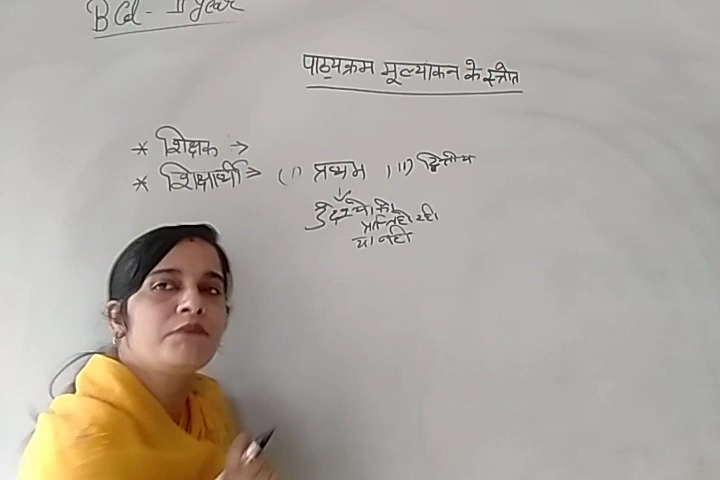 B Ed - II year
पाठ्यक्रम मूल्यांकन के स्त्रोत
* शिक्षक →
* शिक्षार्थी → (i) प्रथम , (ii) द्वितीय
उद्देश्यों की
प्राप्ति हो रही
या नहीं